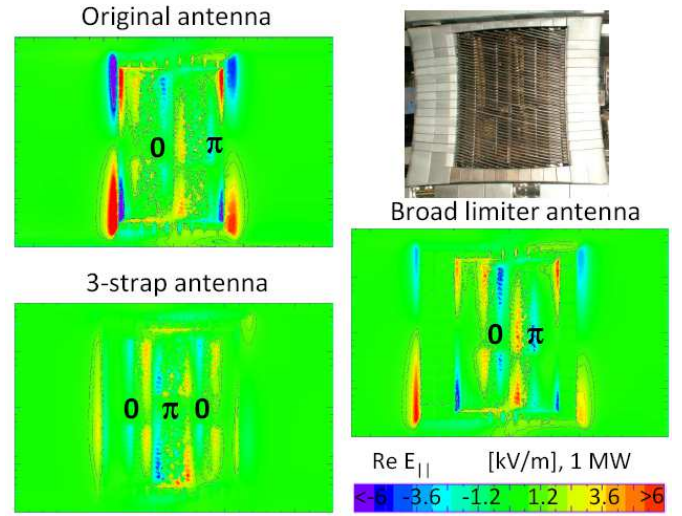 Original antenna
0 π
Broad limiter antenna
0 π
3-strap antenna
0 π 0
Re E|| [kV/m], 1 MW
<-6 -3.6 -1.2 1.2 3.6 >6